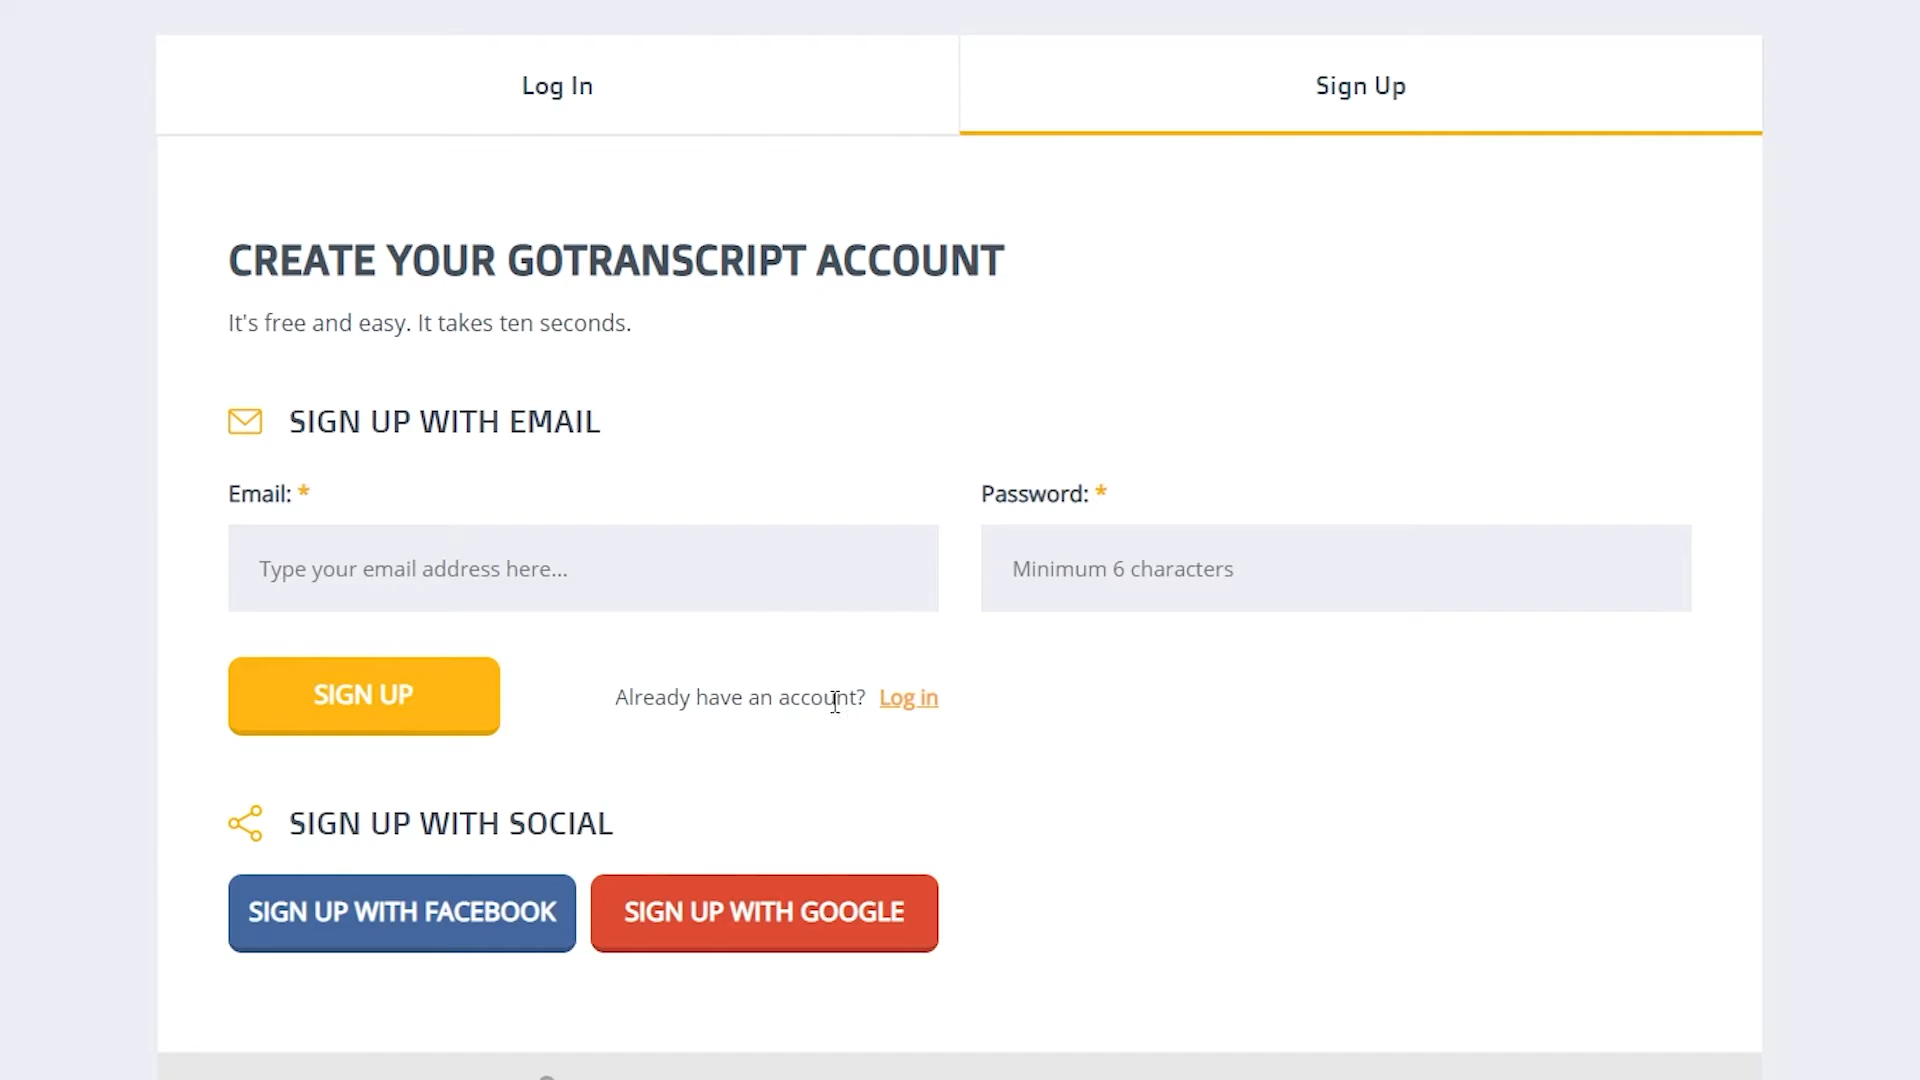 Log In
Sign Up
CREATE YOUR GOTRANSCRIPT ACCOUNT
It's free and easy. It takes ten seconds.
SIGN UP WITH EMAIL
Email: *
Password: *
Type your email address here...
Minimum 6 characters
SIGN UP
Already have an account? Log in
SIGN UP WITH SOCIAL
SIGN UP WITH FACEBOOK
SIGN UP WITH GOOGLE